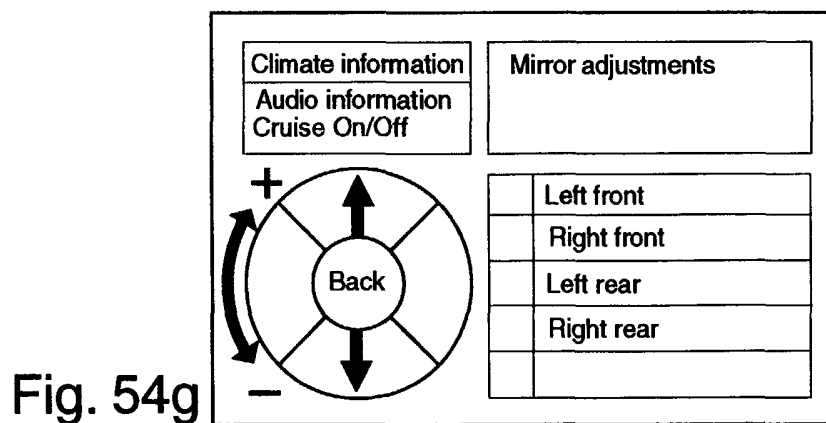 Climate information
Audio information
Cruise On/Off
Mirror adjustments
+
Back
−
Left front
Right front
Left rear
Right rear
Fig. 54g